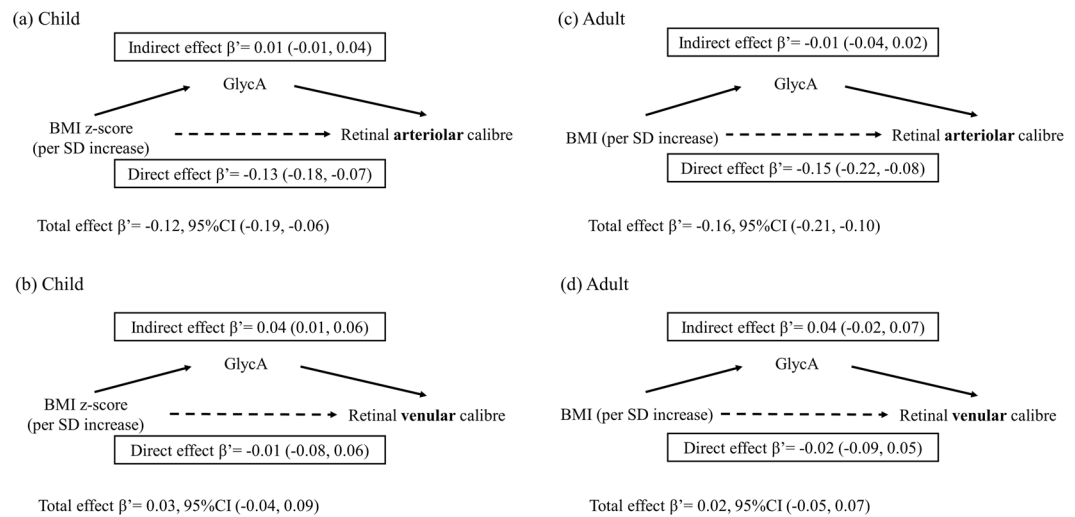 (a) Child
Indirect effect β’= 0.01 (-0.01, 0.04)
GlycA
BMI z-score
(per SD increase)
Retinal arteriolar calibre
Direct effect β’= -0.13 (-0.18, -0.07)
Total effect β’= -0.12, 95%CI (-0.19, -0.06)
(c) Adult
Indirect effect β’= -0.01 (-0.04, 0.02)
GlycA
BMI (per SD increase)
Retinal arteriolar calibre
Direct effect β’= -0.15 (-0.22, -0.08)
Total effect β’= -0.16, 95%CI (-0.21, -0.10)
(b) Child
Indirect effect β’= 0.04 (0.01, 0.06)
GlycA
BMI z-score
(per SD increase)
Retinal venular calibre
Direct effect β’= -0.01 (-0.08, 0.06)
Total effect β’= 0.03, 95%CI (-0.04, 0.09)
(d) Adult
Indirect effect β’= 0.04 (-0.02, 0.07)
GlycA
BMI (per SD increase)
Retinal venular calibre
Direct effect β’= -0.02 (-0.09, 0.05)
Total effect β’= 0.02, 95%CI (-0.05, 0.07)